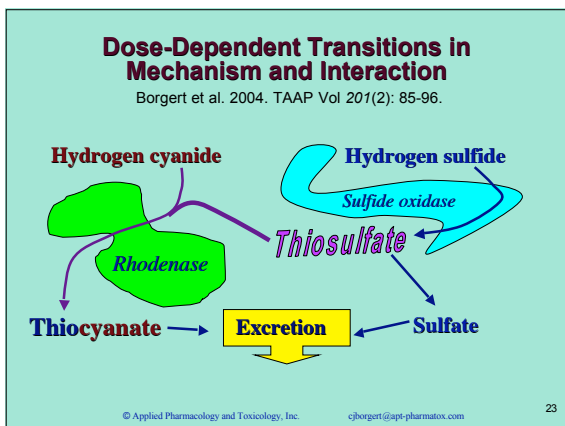 Dose-Dependent Transitions in
Mechanism and Interaction
Borgert et al. 2004. TAAP Vol 201(2): 85-96.
Hydrogen cyanide
Hydrogen sulfide
Sulfide oxidase
Thiosulfate
Rhodenase
Thiocyanate
Excretion
Sulfate
© Applied Pharmacology and Toxicology, Inc. cjborgert@apt-pharmatox.com
23